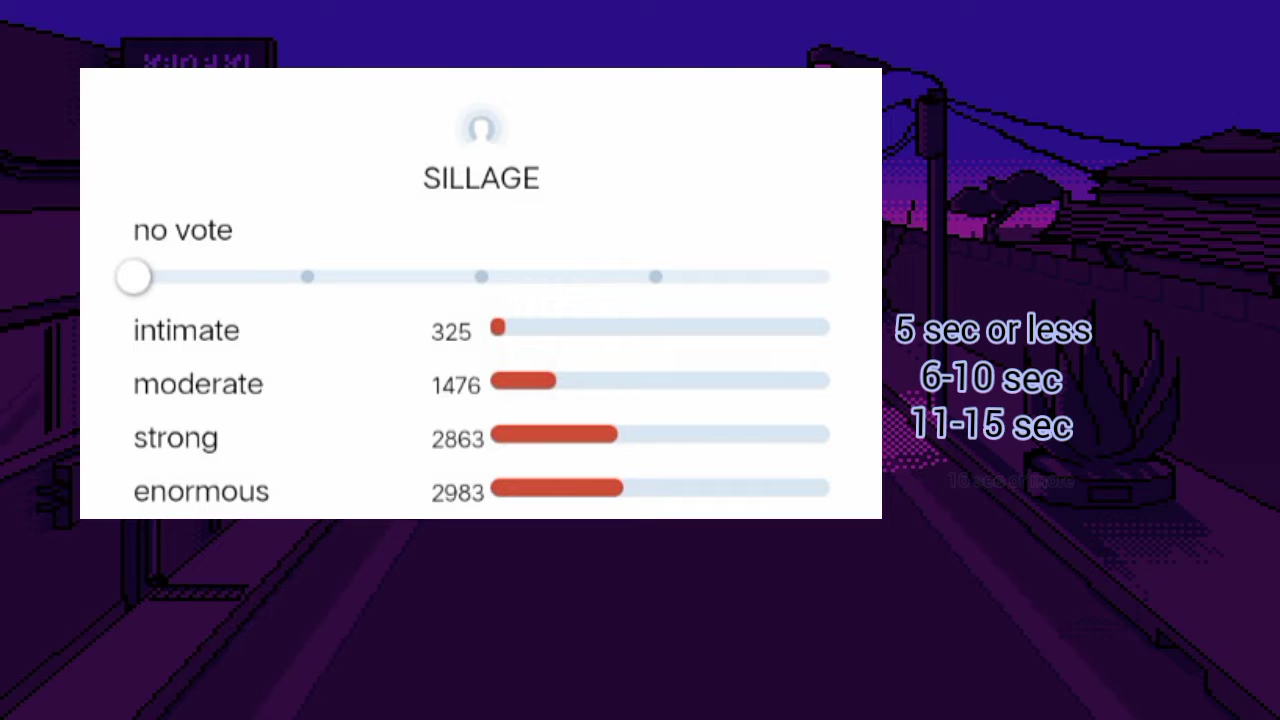 SILLAGE
no vote
intimate 325
5 sec or less
moderate 1476
6-10 sec
strong 2863
11-15 sec
enormous 2983